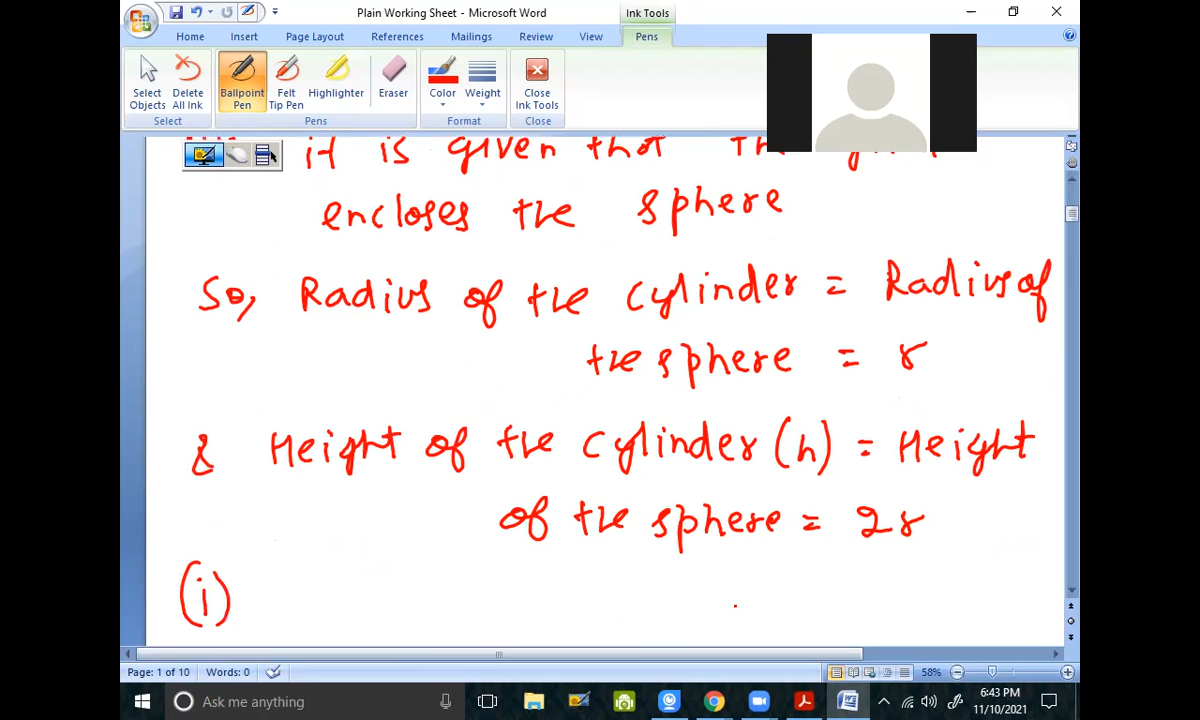 Plain Working Sheet - Microsoft Word
Ink Tools
Home Insert Page Layout References Mailings Review View Pens
Select Objects
Delete All Ink
Ballpoint Pen
Felt Tip Pen
Highlighter
Eraser
Color
Weight
Close Ink Tools
Select Pens Format Close
it is given that
encloses the sphere
So, Radius of the cylinder = Radius of
the sphere = r
& Height of the cylinder (h) = Height
of the sphere = 2r
(i)
Page: 1 of 10 Words: 0 58%
Ask me anything
6:43 PM
11/10/2021